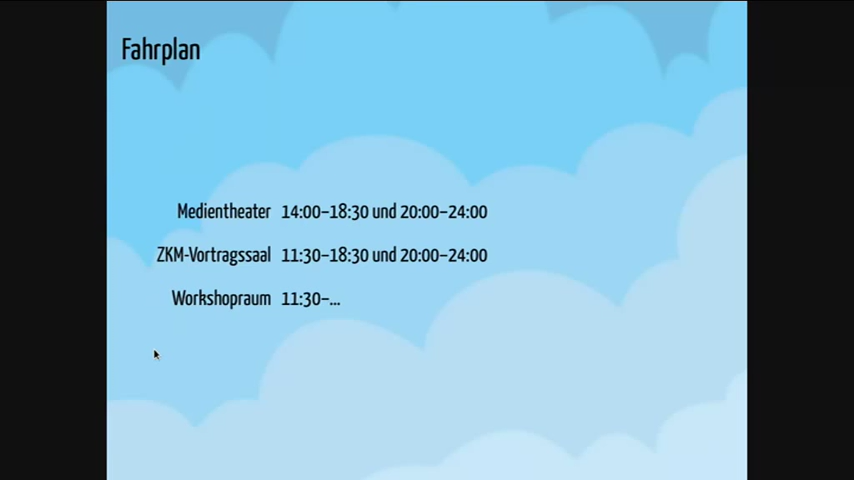 Fahrplan
Medientheater 14:00–18:30 und 20:00–24:00
ZKM-Vortragssaal 11:30–18:30 und 20:00–24:00
Workshopraum 11:30–...